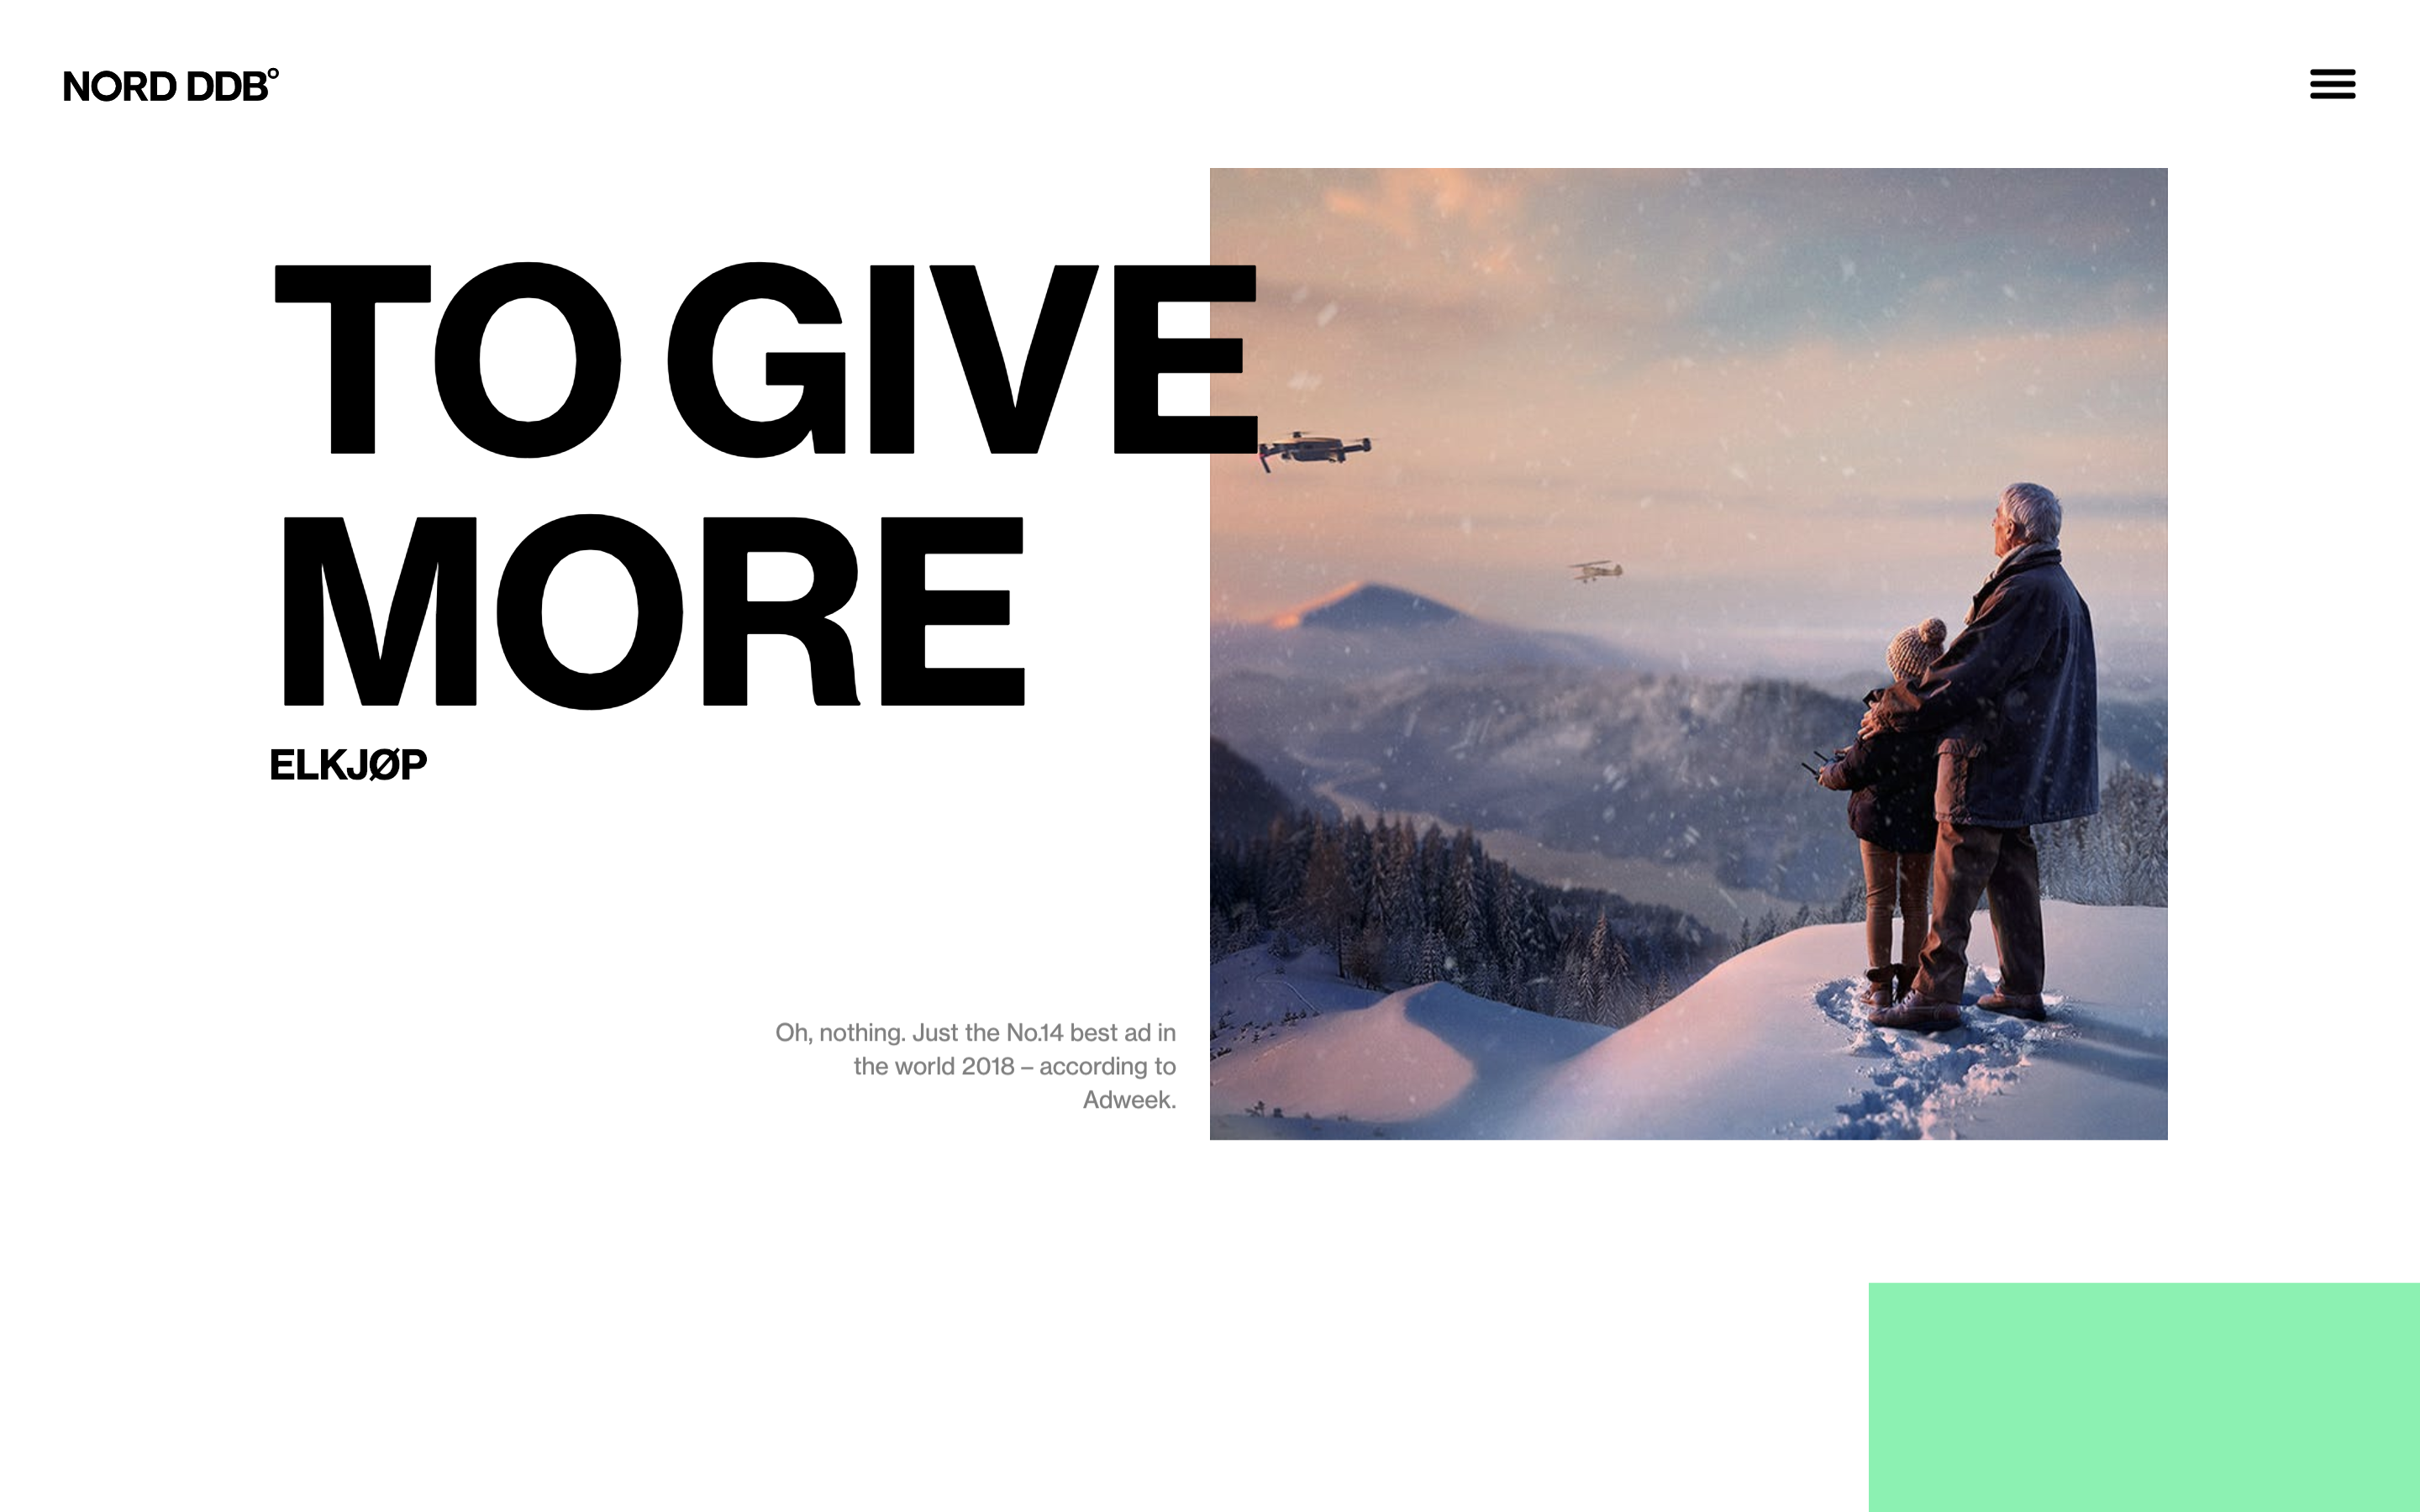 NORD DDB°
TO GIVE
MORE
ELKJØP
Oh, nothing. Just the No.14 best ad in
the world 2018 – according to
Adweek.